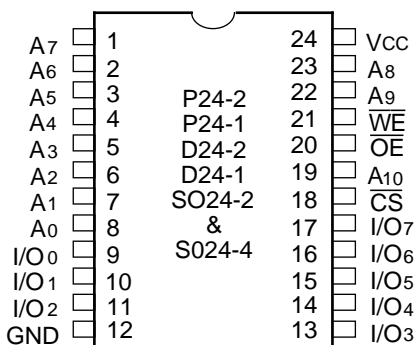 A7 1 24 VCC
A6 2 23 A8
A5 3 P24-2 22 A9
A4 4 P24-1 21 WE
A3 5 D24-2 20 OE
A2 6 D24-1 19 A10
A1 7 SO24-2 18 CS
A0 8 & 17 I/O7
I/O0 9 S024-4 16 I/O6
I/O1 10 15 I/O5
I/O2 11 14 I/O4
GND 12 13 I/O3